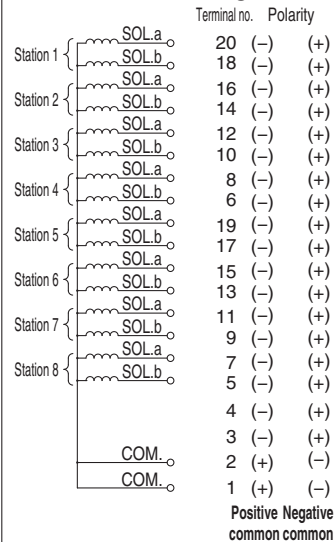 Terminal no. Polarity
Station 1 SOL.a 20 (–) (+)
SOL.b 18 (–) (+)
Station 2 SOL.a 16 (–) (+)
SOL.b 14 (–) (+)
Station 3 SOL.a 12 (–) (+)
SOL.b 10 (–) (+)
Station 4 SOL.a 8 (–) (+)
SOL.b 6 (–) (+)
Station 5 SOL.a 19 (–) (+)
SOL.b 17 (–) (+)
Station 6 SOL.a 15 (–) (+)
SOL.b 13 (–) (+)
Station 7 SOL.a 11 (–) (+)
SOL.b 9 (–) (+)
Station 8 SOL.a 7 (–) (+)
SOL.b 5 (–) (+)
4 (–) (+)
3 (–) (+)
COM. 2 (+) (–)
COM. 1 (+) (–)
Positive Negative
common common